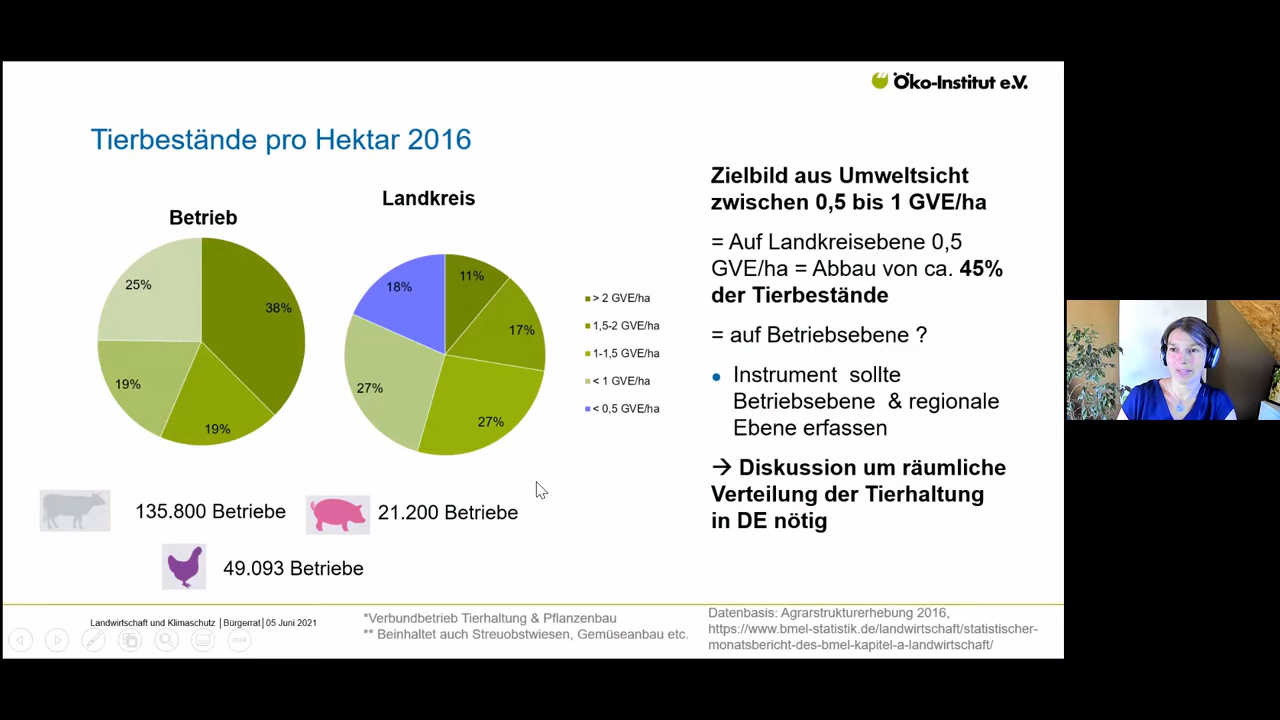 Öko-Institut e.V.
Tierbestände pro Hektar 2016
Betrieb
25%
38%
19%
19%
Landkreis
18%
11%
17%
27%
27%
> 2 GVE/ha
1,5-2 GVE/ha
1-1,5 GVE/ha
< 1 GVE/ha
< 0,5 GVE/ha
135.800 Betriebe
21.200 Betriebe
49.093 Betriebe
Zielbild aus Umweltsicht
zwischen 0,5 bis 1 GVE/ha
= Auf Landkreisebene 0,5
GVE/ha = Abbau von ca. 45%
der Tierbestände
= auf Betriebsebene ?
• Instrument sollte
Betriebsebene & regionale
Ebene erfassen
→ Diskussion um räumliche
Verteilung der Tierhaltung
in DE nötig
Landwirtschaft und Klimaschutz | Bürgerrat | 05 Juni 2021
*Verbundbetrieb Tierhaltung & Pflanzenbau
** Beinhaltet auch Streuobstwiesen, Gemüseanbau etc.
Datenbasis: Agrarstrukturerhebung 2016,
https://www.bmel-statistik.de/landwirtschaft/statistischer-
monatsbericht-des-bmel-kapitel-a-landwirtschaft/